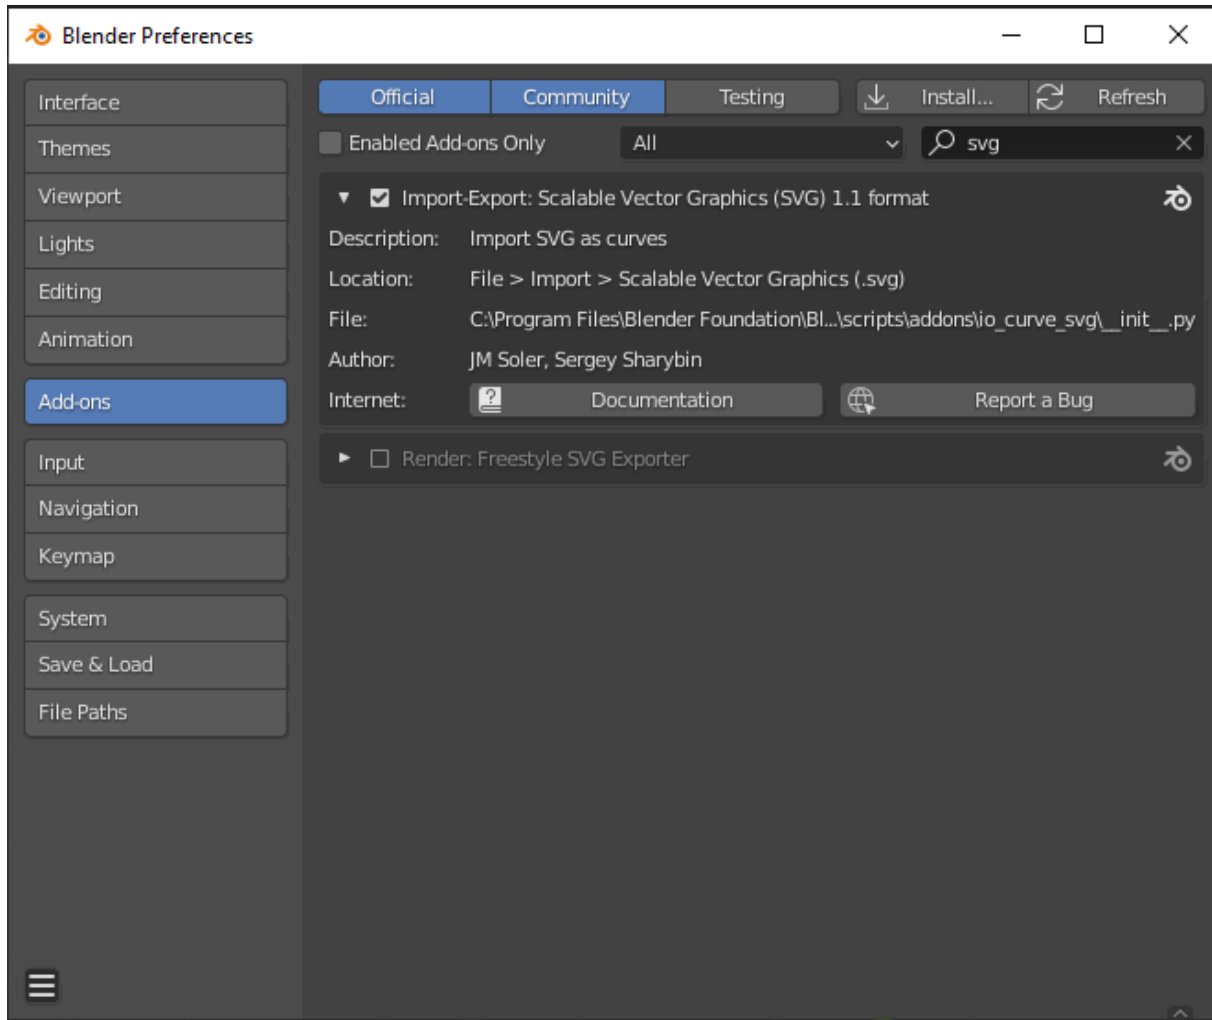 Blender Preferences
Interface
Themes
Viewport
Lights
Editing
Animation
Add-ons
Input
Navigation
Keymap
System
Save & Load
File Paths
Official Community Testing Install... Refresh
Enabled Add-ons Only All svg
Import-Export: Scalable Vector Graphics (SVG) 1.1 format
Description: Import SVG as curves
Location: File > Import > Scalable Vector Graphics (.svg)
File: C:\Program Files\Blender Foundation\Bl...\scripts\addons\io_curve_svg\__init__.py
Author: JM Soler, Sergey Sharybin
Internet: Documentation Report a Bug
Render: Freestyle SVG Exporter